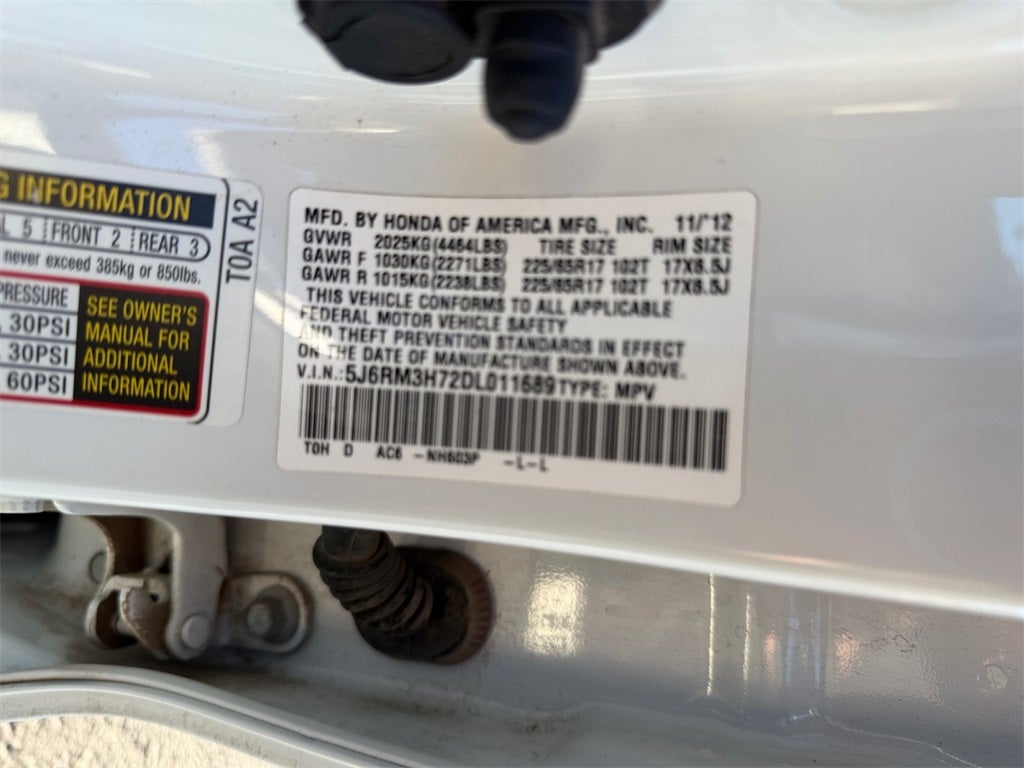 G INFORMATION
L 5 FRONT 2 REAR 3
never exceed 385kg or 850lbs.
PRESSURE
30PSI
30PSI
60PSI
SEE OWNER'S
MANUAL FOR
ADDITIONAL
INFORMATION
T0A A2
MFD. BY HONDA OF AMERICA MFG., INC. 11/'12
GVWR 2025KG(4464LBS) TIRE SIZE RIM SIZE
GAWR F 1030KG(2271LBS) 225/65R17 102T 17X6.5J
GAWR R 1015KG(2238LBS) 225/65R17 102T 17X6.5J
THIS VEHICLE CONFORMS TO ALL APPLICABLE
FEDERAL MOTOR VEHICLE SAFETY
AND THEFT PREVENTION STANDARDS IN EFFECT
ON THE DATE OF MANUFACTURE SHOWN ABOVE.
V.I.N.:5J6RM3H72DL011689 TYPE: MPV
T0H D AC6 -NH603P -L-L